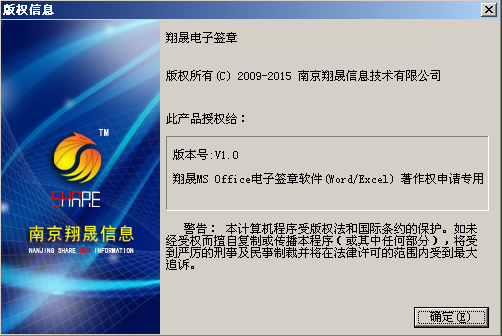 版权信息
翔晟电子签章
版权所有(C) 2009-2015 南京翔晟信息技术有限公司
此产品授权给：
版本号:V1.0
翔晟MS Office电子签章软件(Word/Excel) 著作权申请专用
TM
SHARE
南京翔晟信息
NANJING SHARE INFORMATION
警告： 本计算机程序受版权法和国际条约的保护。如未
经受权而擅自复制或传播本程序（或其中任何部分），将受
到严厉的刑事及民事制裁并将在法律许可的范围内受到最大
追诉。
确定(E)